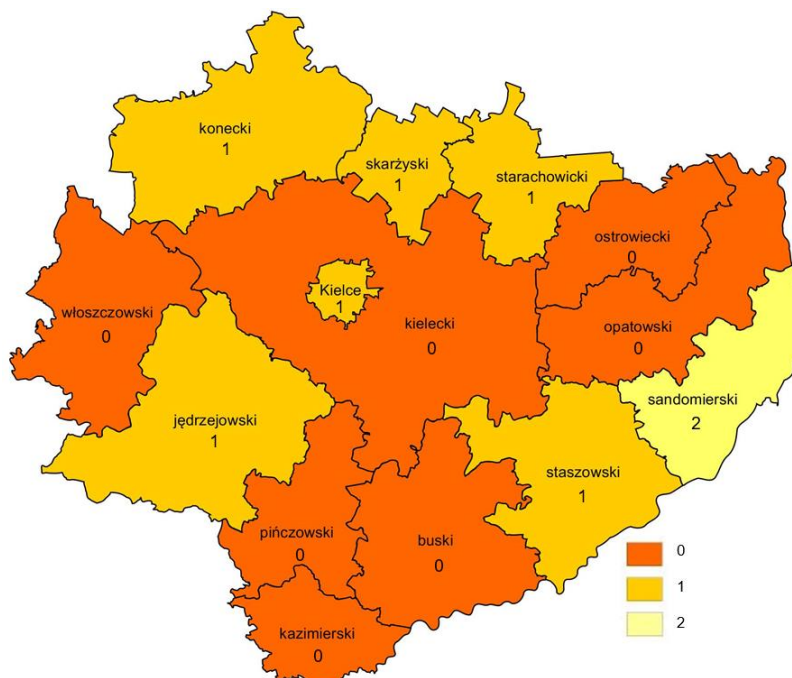 konecki
1
skarżyski
1
starachowicki
1
ostrowiecki
0
włoszczowski
0
Kielce
1
kielecki
0
opatowski
0
sandomierski
2
jędrzejowski
1
staszowski
1
pińczowski
0
buski
0
kazimierski
0
0
1
2